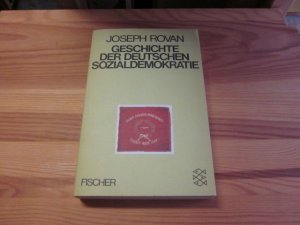 JOSEPH ROVAN
GESCHICHTE
DER DEUTSCHEN
SOZIALDEMOKRATIE
FISCHER